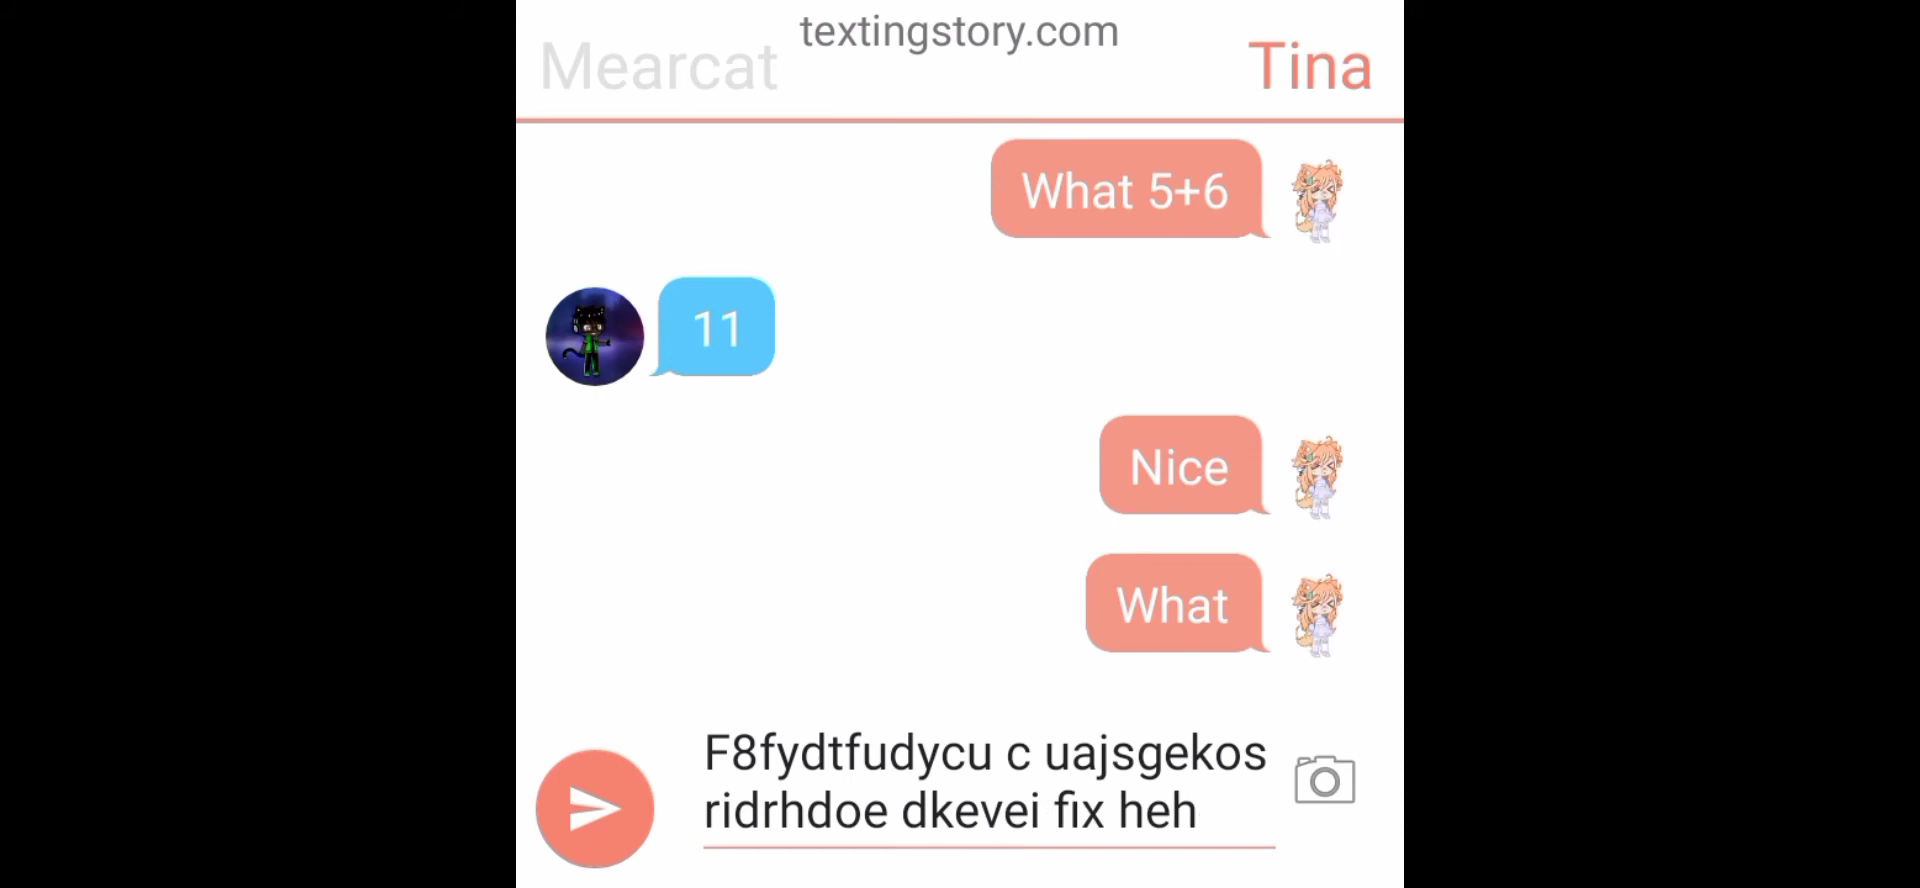 textingstory.com
Mearcat
Tina
What 5+6
11
Nice
What
F8fydtfudycu c uajsgekos
ridrhdoe dkevei fix heh